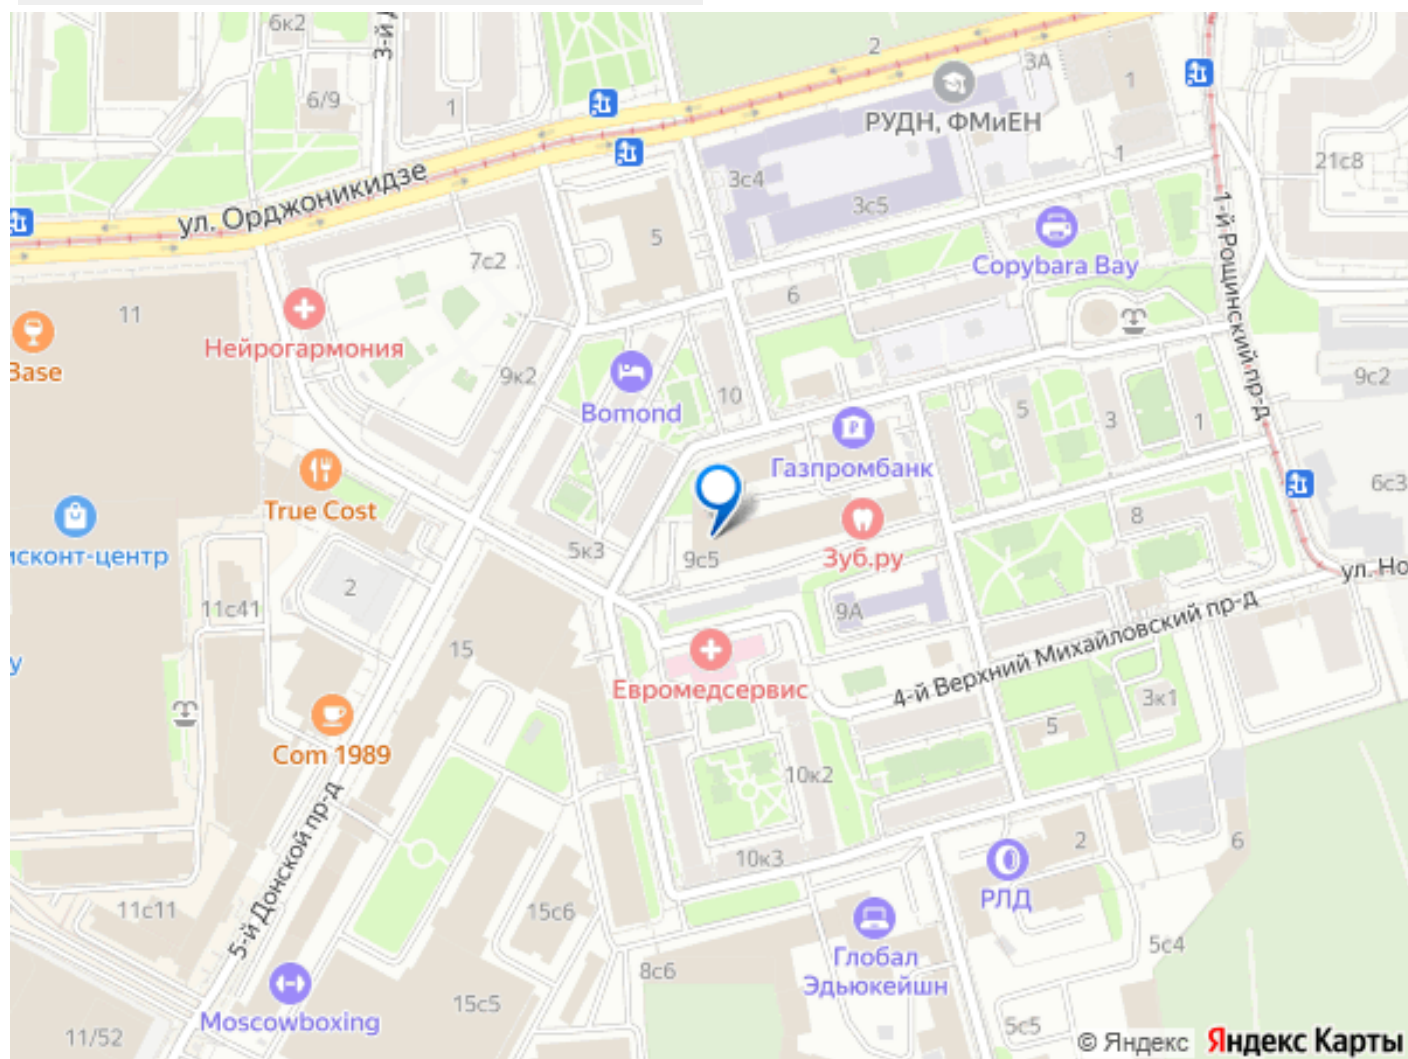 6к2
3-й
2
3А
1
6/9
1
РУДН, ФМиЕН
1
21с8
ул. Орджоникидзе
3с4
3с5
1-й Рощинский пр-д
5
7с2
Copybara Bay
11
6
Нейрогармония
Base
9к2
10
9с2
Bomond
5
3
1
Газпромбанк
True Cost
6с3
8
исконт-центр
5к3
9с5
Зуб.ру
ул. Но
2
11с41
9А
15
4-й Верхний Михайловский пр-д
у
Евромедсервис
3к1
5
Com 1989
10к2
5-й Донской пр-д
10к3
2
6
РЛД
11с11
15с6
5с4
8с6
Глобал
Эдьюкейшн
15с5
Moscowboxing
11/52
5с5
© Яндекс Яндекс Карты